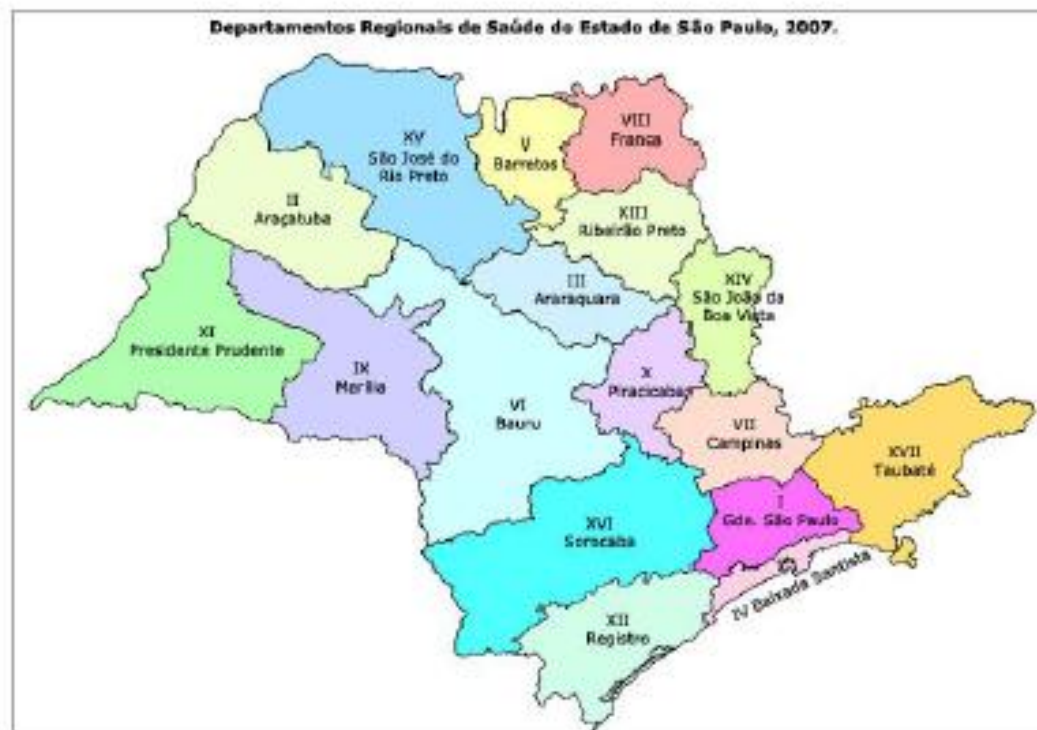 Departamentos Regionais de Saúde do Estado de São Paulo, 2007.
XV
São José do
Rio Preto
V
Barretos
VIII
Franca
II
Araçatuba
XIII
Ribeirão Preto
III
Araraquara
XIV
São João da
Boa Vista
XI
Presidente Prudente
IX
Marília
X
Piracicaba
VI
Bauru
VII
Campinas
XVII
Taubaté
I
Gde. São Paulo
XVI
Sorocaba
IV Baixada Santista
XII
Registro